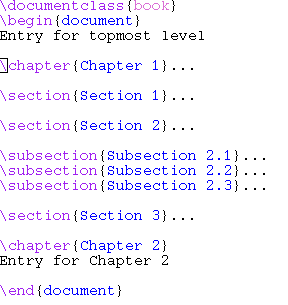 \documentclass{book}
\begin{document}
Entry for topmost level
\chapter{Chapter 1}...
\section{Section 1}...
\section{Section 2}...
\subsection{Subsection 2.1}...
\subsection{Subsection 2.2}...
\subsection{Subsection 2.3}...
\section{Section 3}...
\chapter{Chapter 2}
Entry for Chapter 2
\end{document}